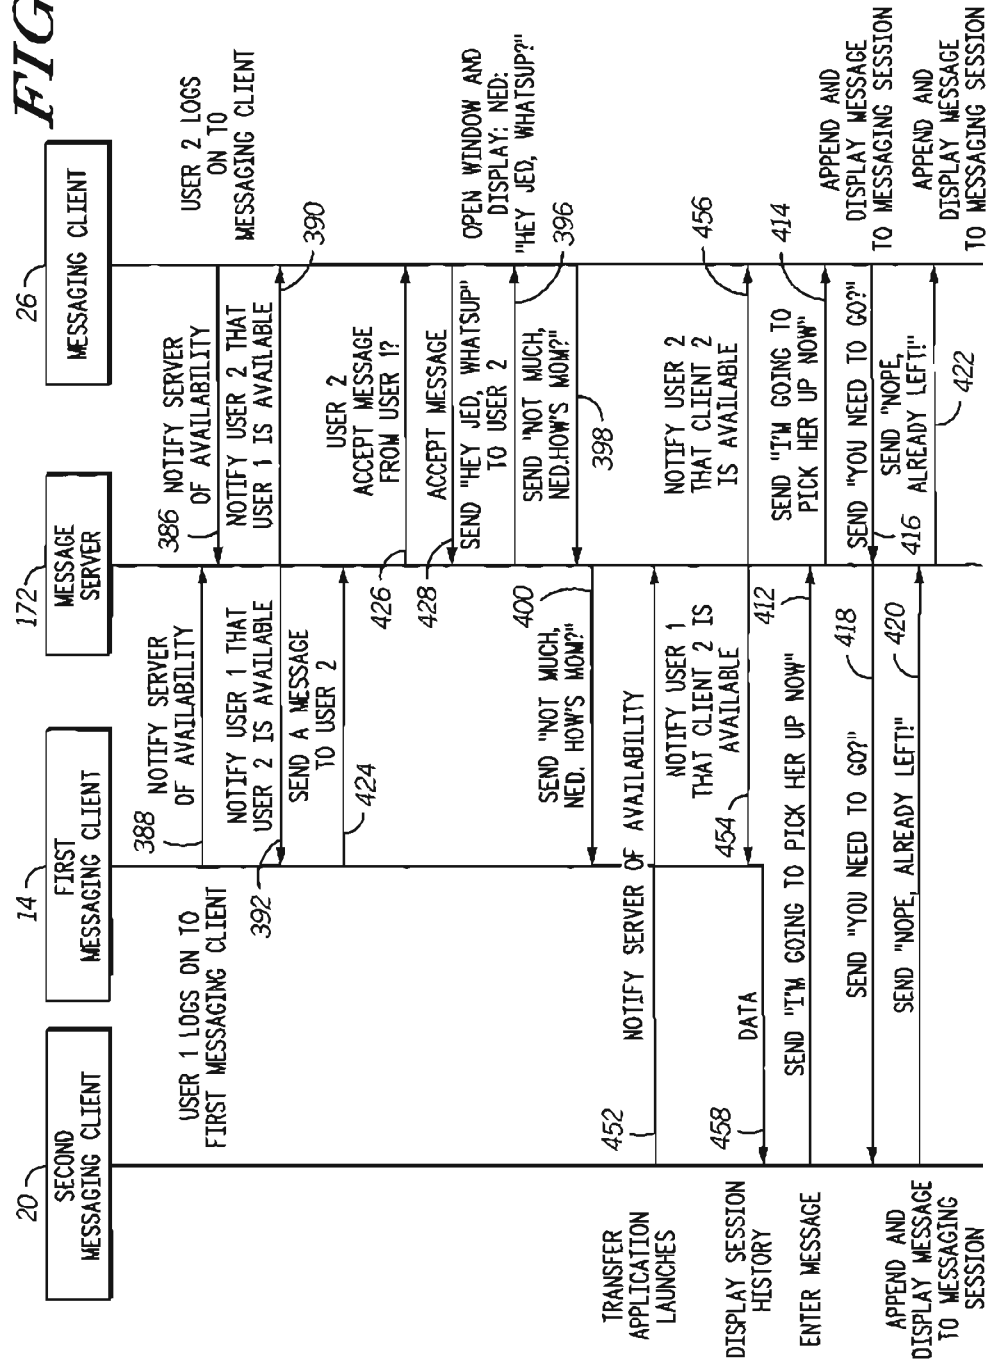 FIG
20
SECOND
MESSAGING CLIENT
14
FIRST
MESSAGING CLIENT
172
MESSAGE
SERVER
26
MESSAGING CLIENT
USER 2 LOGS
ON TO
MESSAGING CLIENT
386
NOTIFY SERVER
OF AVAILABILITY
388
NOTIFY SERVER
OF AVAILABILITY
USER 1 LOGS ON TO
FIRST MESSAGING CLIENT
NOTIFY USER 2 THAT
USER 1 IS AVAILABLE
390
NOTIFY USER 1 THAT
USER 2 IS AVAILABLE
392
SEND A MESSAGE
TO USER 2
424
USER 2
ACCEPT MESSAGE
FROM USER 1?
426
ACCEPT MESSAGE
428
SEND "HEY JED, WHATSUP"
TO USER 2
OPEN WINDOW AND
DISPLAY: NED:
"HEY JED, WHATSUP?"
396
SEND "NOT MUCH,
NED.HOW'S MOM?"
398
400
SEND "NOT MUCH,
NED. HOW'S MOM?"
TRANSFER
APPLICATION
LAUNCHES
452
NOTIFY SERVER OF AVAILABILITY
NOTIFY USER 1
THAT CLIENT 2 IS
AVAILABLE
454
NOTIFY USER 2
THAT CLIENT 2
IS AVAILABLE
456
DISPLAY SESSION
HISTORY
458
DATA
ENTER MESSAGE
SEND "I'M GOING TO PICK HER UP NOW"
412
SEND "I'M GOING TO
PICK HER UP NOW"
414
APPEND AND
DISPLAY MESSAGE
TO MESSAGING SESSION
SEND "YOU NEED TO GO?"
416
SEND "YOU NEED TO GO?"
418
APPEND AND
DISPLAY MESSAGE
TO MESSAGING
SESSION
SEND "NOPE, ALREADY LEFT!"
420
SEND "NOPE,
ALREADY LEFT!"
422
APPEND AND
DISPLAY MESSAGE
TO MESSAGING SESSION